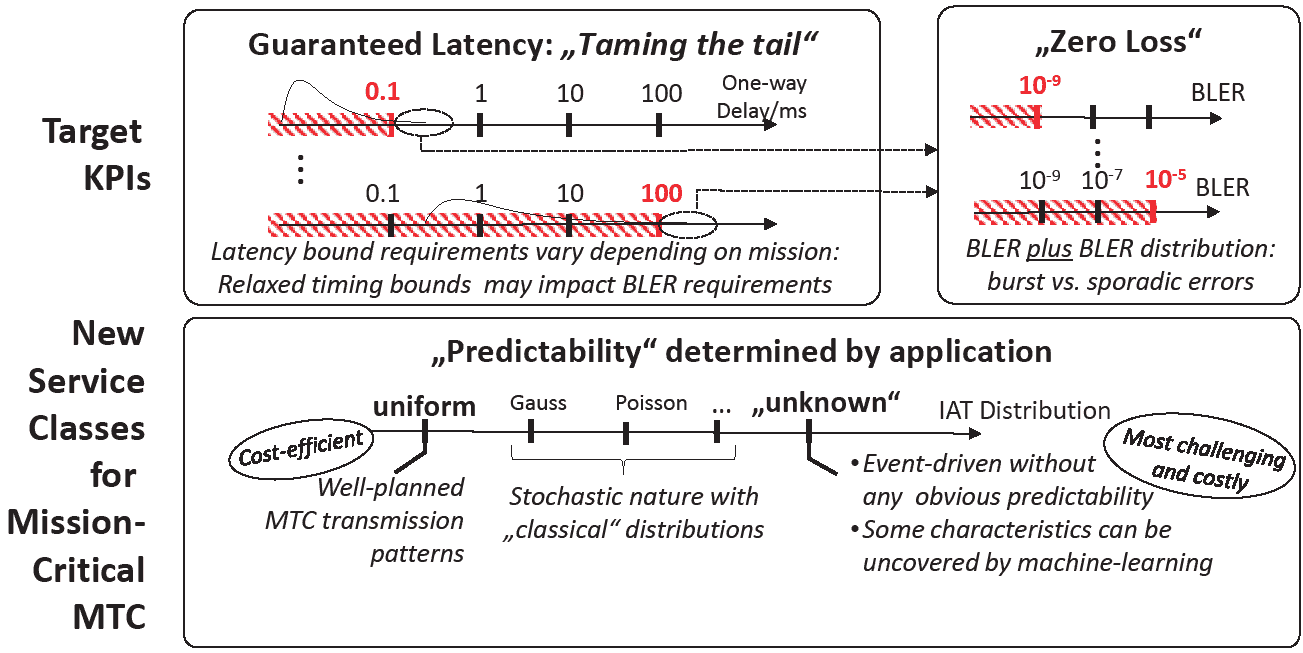 Target
KPIs
Guaranteed Latency: „Taming the tail“
0.1 1 10 100 One-way
Delay/ms
⋮
0.1 1 10 100
Latency bound requirements vary depending on mission:
Relaxed timing bounds may impact BLER requirements
„Zero Loss“
10-9 BLER
⋮
10-9 10-7 10-5 BLER
BLER plus BLER distribution:
burst vs. sporadic errors
New
Service
Classes
for
Mission-
Critical
MTC
„Predictability“ determined by application
uniform Gauss Poisson ... „unknown“ IAT Distribution
Cost-efficient
Most challenging
and costly
Well-planned
MTC transmission
patterns
Stochastic nature with
„classical“ distributions
•Event-driven without
any obvious predictability
•Some characteristics can be
uncovered by machine-learning